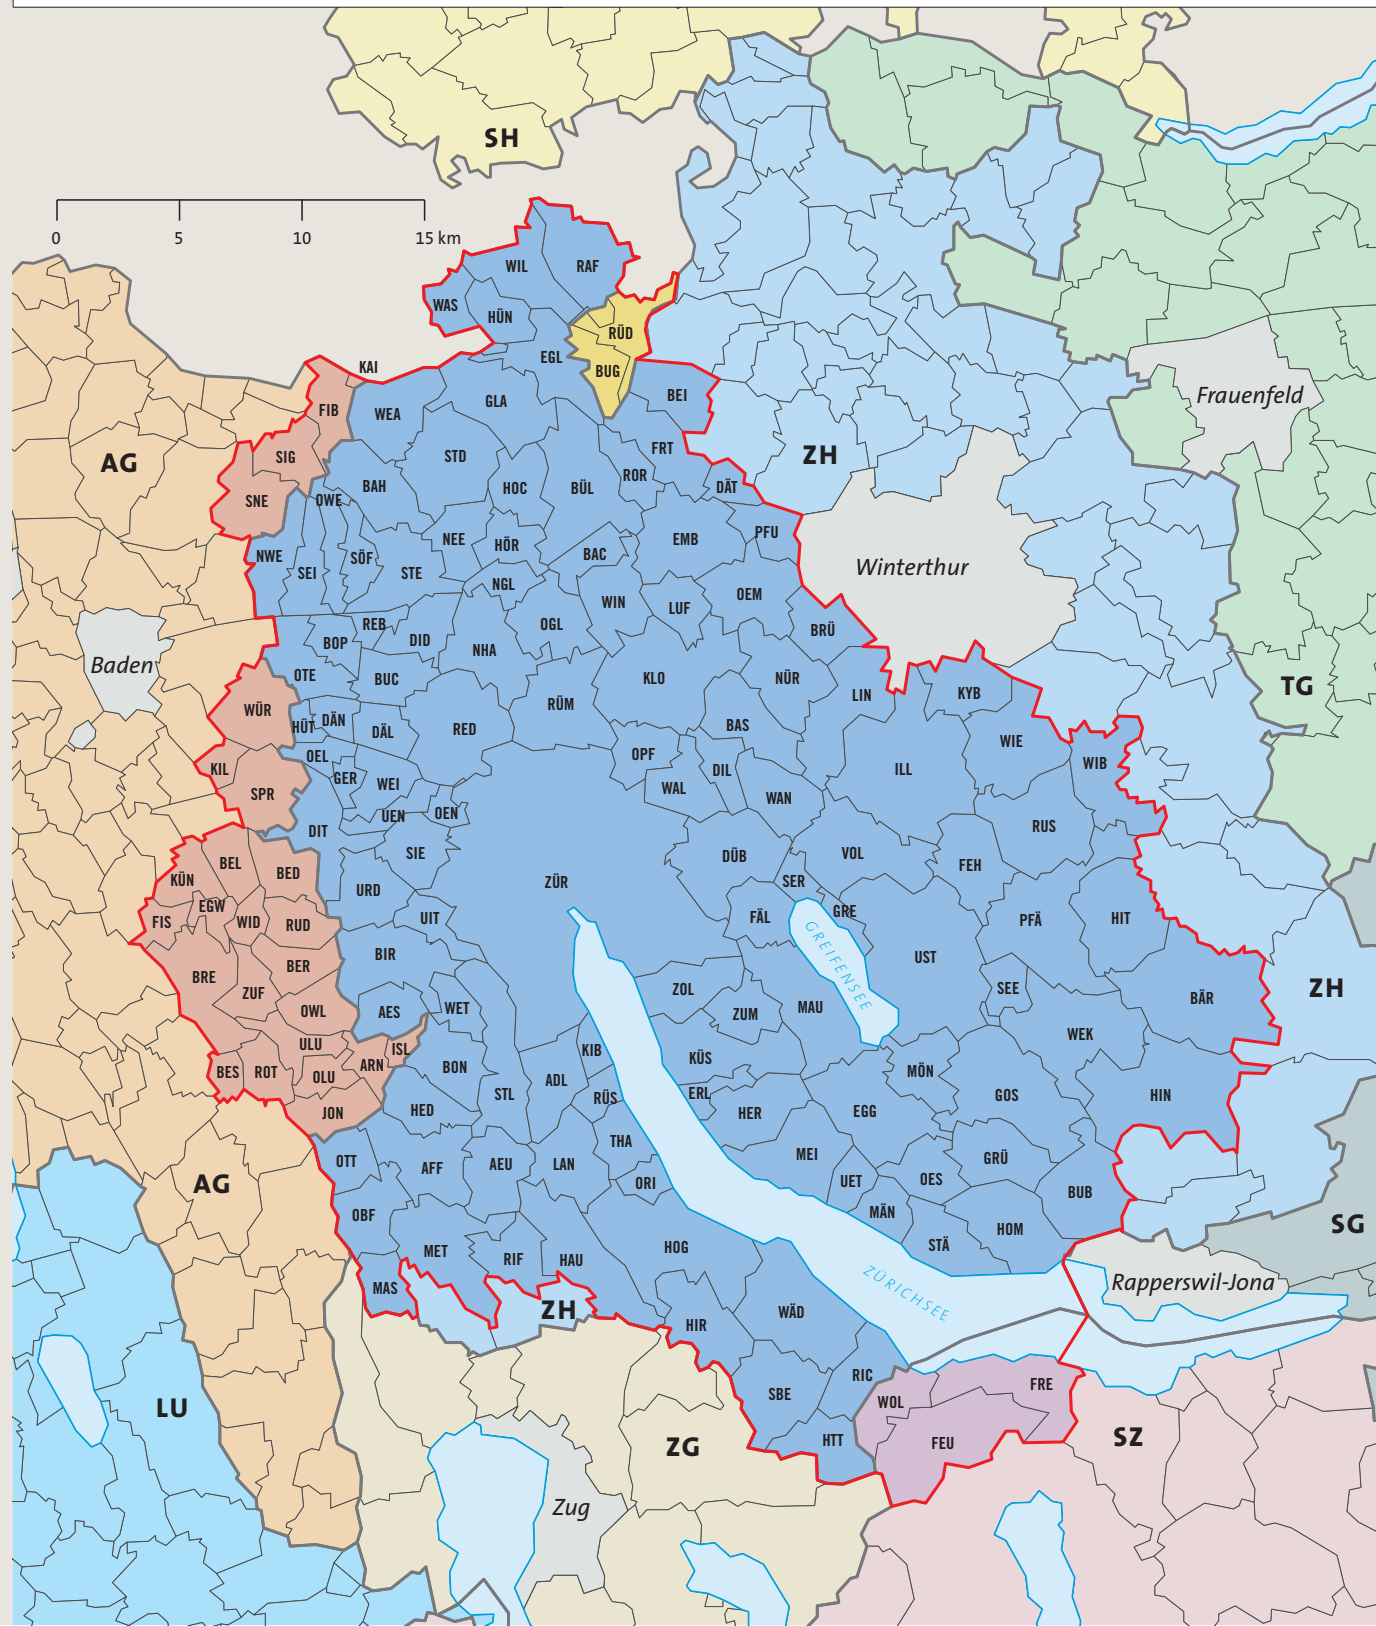 SH
0 5 10 15 km
WIL RAF
WAS HÜN
RÜD
EGL
BUG
KAI
FIB WEA GLA BEI
Frauenfeld
AG
SIG STD FRT ZH
SNE OWE BAH HOC BÜL ROR DÄT
NWE SEI SÖF STE NEE HÖR BAC EMB PFU
Winterthur
NGL WIN LUF OEM
REB BOP DID OGL BRÜ
NHA
Baden
OTE BUC KLO NÜR LIN KYB TG
WÜR HÜT DÄN DÄL RED RÜM BAS WIE
KIL OEL GER WEI OPF DIL ILL WIB
SPR UEN OEN WAL WAN
DIT RUS
BEL SIE DÜB VOL FEH
KÜN BED URD ZÜR SER
FIS EGW WID RUD UIT FÄL GRE PFÄ HIT
GREIFENSEE
BRE BER BIR UST
ZUF OWL AES WET ZOL ZUM MAU SEE BÄR ZH
ULU ISL KIB KÜS WEK
BES ROT OLU ARN BON ADL MÖN
JON HED STL RÜS ERL HER EGG GOS HIN
THA
OTT AFF AEU LAN ORI MEI UET OES GRÜ BUB
AG
OBF MÄN SG
MET RIF HAU HOG STÄ HOM
MAS ZÜRICHSEE Rapperswil-Jona
ZH HIR WÄD
SBE RIC WOL FRE
LU
HTT FEU SZ
ZG
Zug